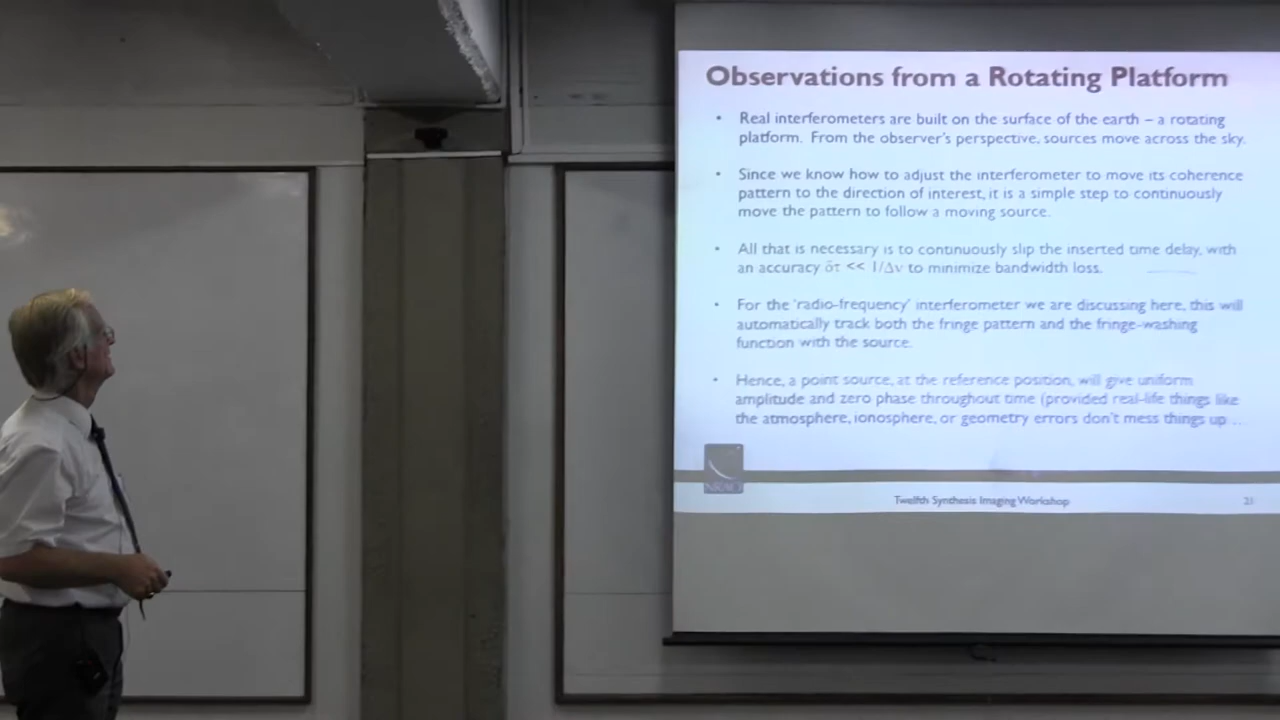 Observations from a Rotating Platform
• Real interferometers are built on the surface of the earth – a rotating
platform. From the observer's perspective, sources move across the sky.
• Since we know how to adjust the interferometer to move its coherence
pattern to the direction of interest, it is a simple step to continuously
move the pattern to follow a moving source.
• All that is necessary is to continuously slip the inserted time delay, with
an accuracy δτ << 1/Δν to minimize bandwidth loss.
• For the 'radio-frequency' interferometer we are discussing here, this will
automatically track both the fringe pattern and the fringe-washing
function with the source.
• Hence, a point source, at the reference position, will give uniform
amplitude and zero phase throughout time (provided real-life things like
the atmosphere, ionosphere, or geometry errors don't mess things up ...
NRAO
Twelfth Synthesis Imaging Workshop
21